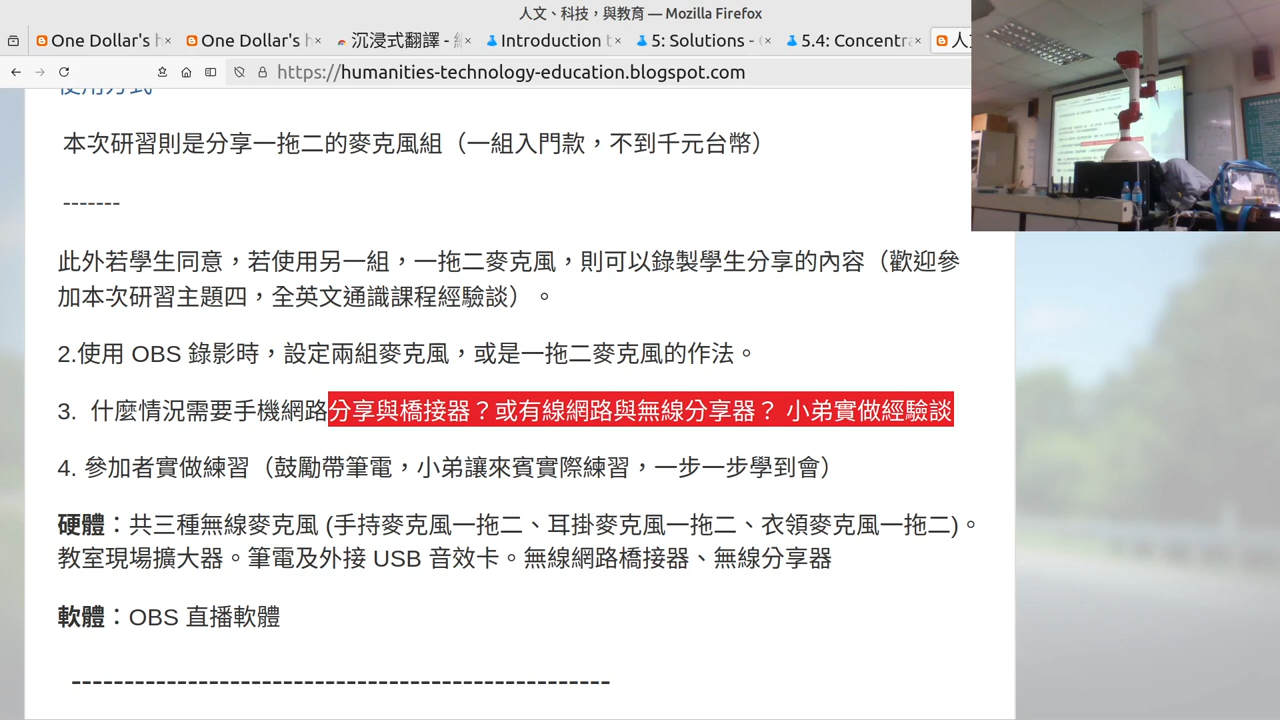 人文、科技，與教育 — Mozilla Firefox
One Dollar's h × One Dollar's h × 沉浸式翻譯 - × Introduction t × 5: Solutions - × 5.4: Concentra × 人
https://humanities-technology-education.blogspot.com
使用方式
本次研習則是分享一拖二的麥克風組（一組入門款，不到千元台幣）
-------
此外若學生同意，若使用另一組，一拖二麥克風，則可以錄製學生分享的內容（歡迎參
加本次研習主題四，全英文通識課程經驗談）。
2.使用 OBS 錄影時，設定兩組麥克風，或是一拖二麥克風的作法。
3. 什麼情況需要手機網路分享與橋接器？或有線網路與無線分享器？ 小弟實做經驗談
4. 參加者實做練習（鼓勵帶筆電，小弟讓來賓實際練習，一步一步學到會）
硬體：共三種無線麥克風 (手持麥克風一拖二、耳掛麥克風一拖二、衣領麥克風一拖二)。
教室現場擴大器。筆電及外接 USB 音效卡。無線網路橋接器、無線分享器
軟體：OBS 直播軟體
---------------------------------------------------